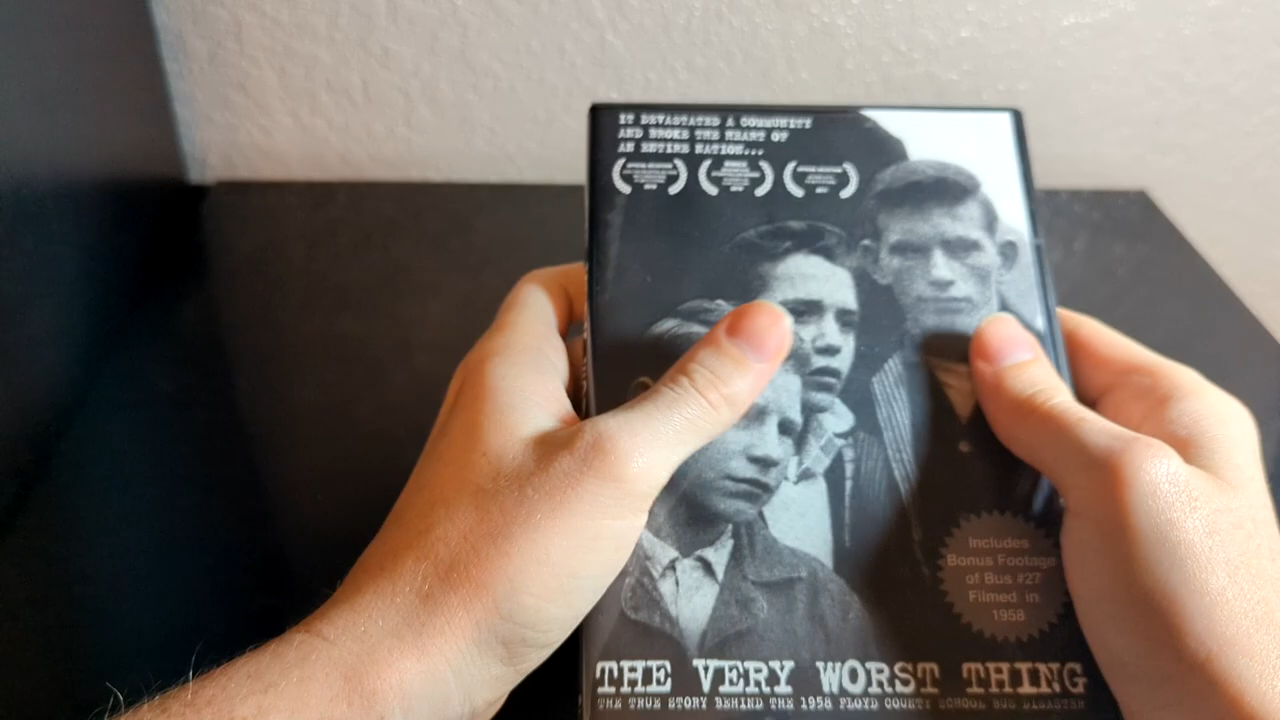 IT DEVASTATED A COMMUNITY
AND BROKE THE HEART OF
AN ENTIRE NATION...
Includes
Bonus Footage
of Bus #27
Filmed in
1958
THE VERY WORST THING
THE TRUE STORY BEHIND THE 1958 FLOYD COUNTY SCHOOL BUS DISASTER